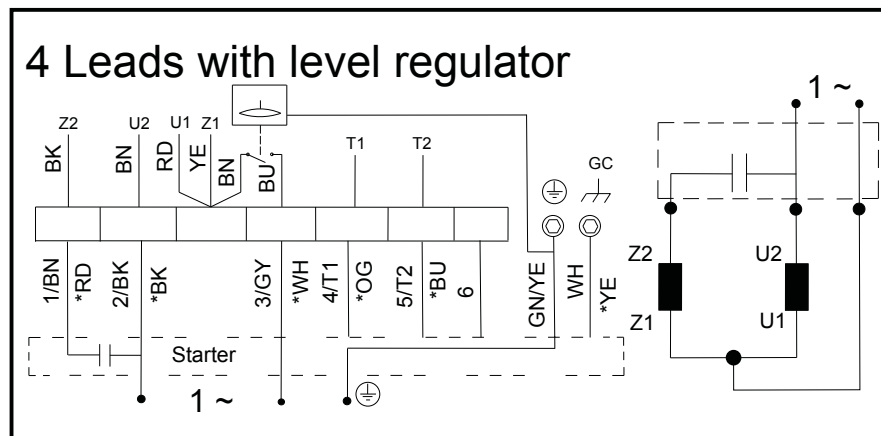 4 Leads with level regulator
1 ~
Z2 U2 U1 Z1 T1 T2
BK BN RD YE BN BU GC
1/BN *RD 2/BK *BK 3/GY *WH 4/T1 *OG 5/T2 *BU 6 GN/YE WH *YE
Z2 U2
Z1 U1
Starter
1 ~